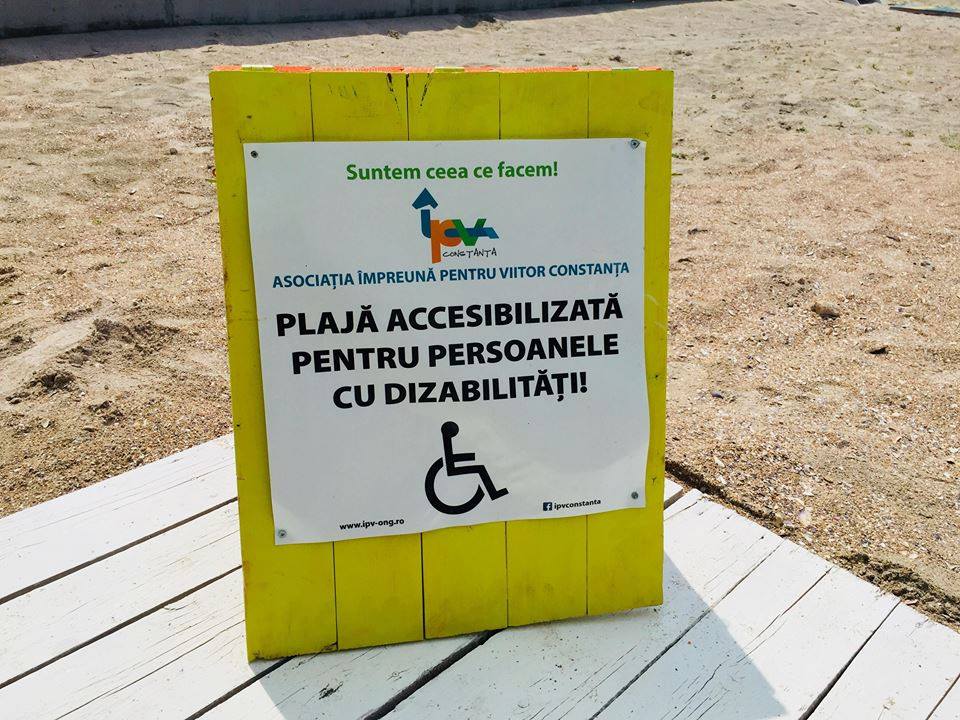 Suntem ceea ce facem!
ipv
CONSTANTA
ASOCIAȚIA ÎMPREUNĂ PENTRU VIITOR CONSTANȚA
PLAJĂ ACCESIBILIZATĂ
PENTRU PERSOANELE
CU DIZABILITĂȚI!
www.ipv-ong.ro
f ipvconstanta